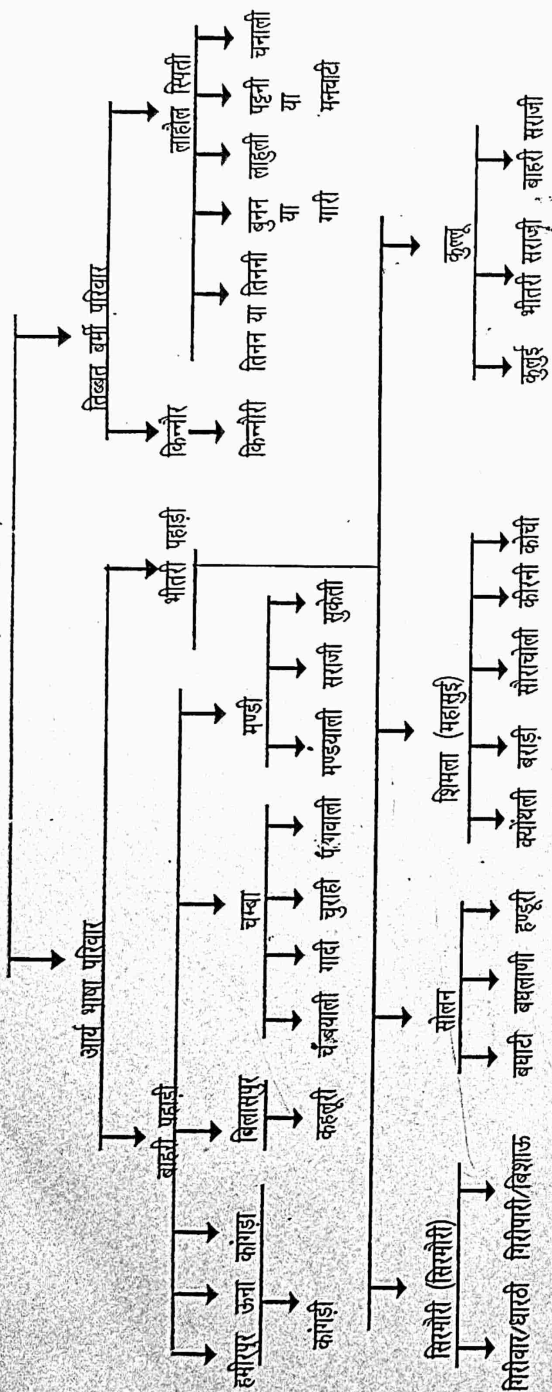 आर्य भाषा परिवार
तिब्बत बर्मी परिवार
बाहरी पहाड़ी
भीतरी पहाड़ी
किन्नौर
लाहौल स्पिती
हमीरपुर ऊना कांगड़ा
बिलासपुर
चम्बा
मण्डी
किन्नौरी
तिनन या तिननी
बुनन या गारी
लाहुली
पट्टनी या मनचाटी
चनाली
कांगड़ी
कहलूरी
चंबयाली गादी चुराही पंगवाली
मण्डयाली सराजी सुकेती
सिरमौरी (सिरमौरी)
सोलन
शिमला (महासुई)
कुल्लू
गिरीवार/धारठी गिरीपारी/बिशाऊ
बघाटी बघलाणी हण्डूरी
क्योंथली बराड़ी सौराचोली कीरनी कोची
कुलुई भीतरी सराजी बाहरी सराजी